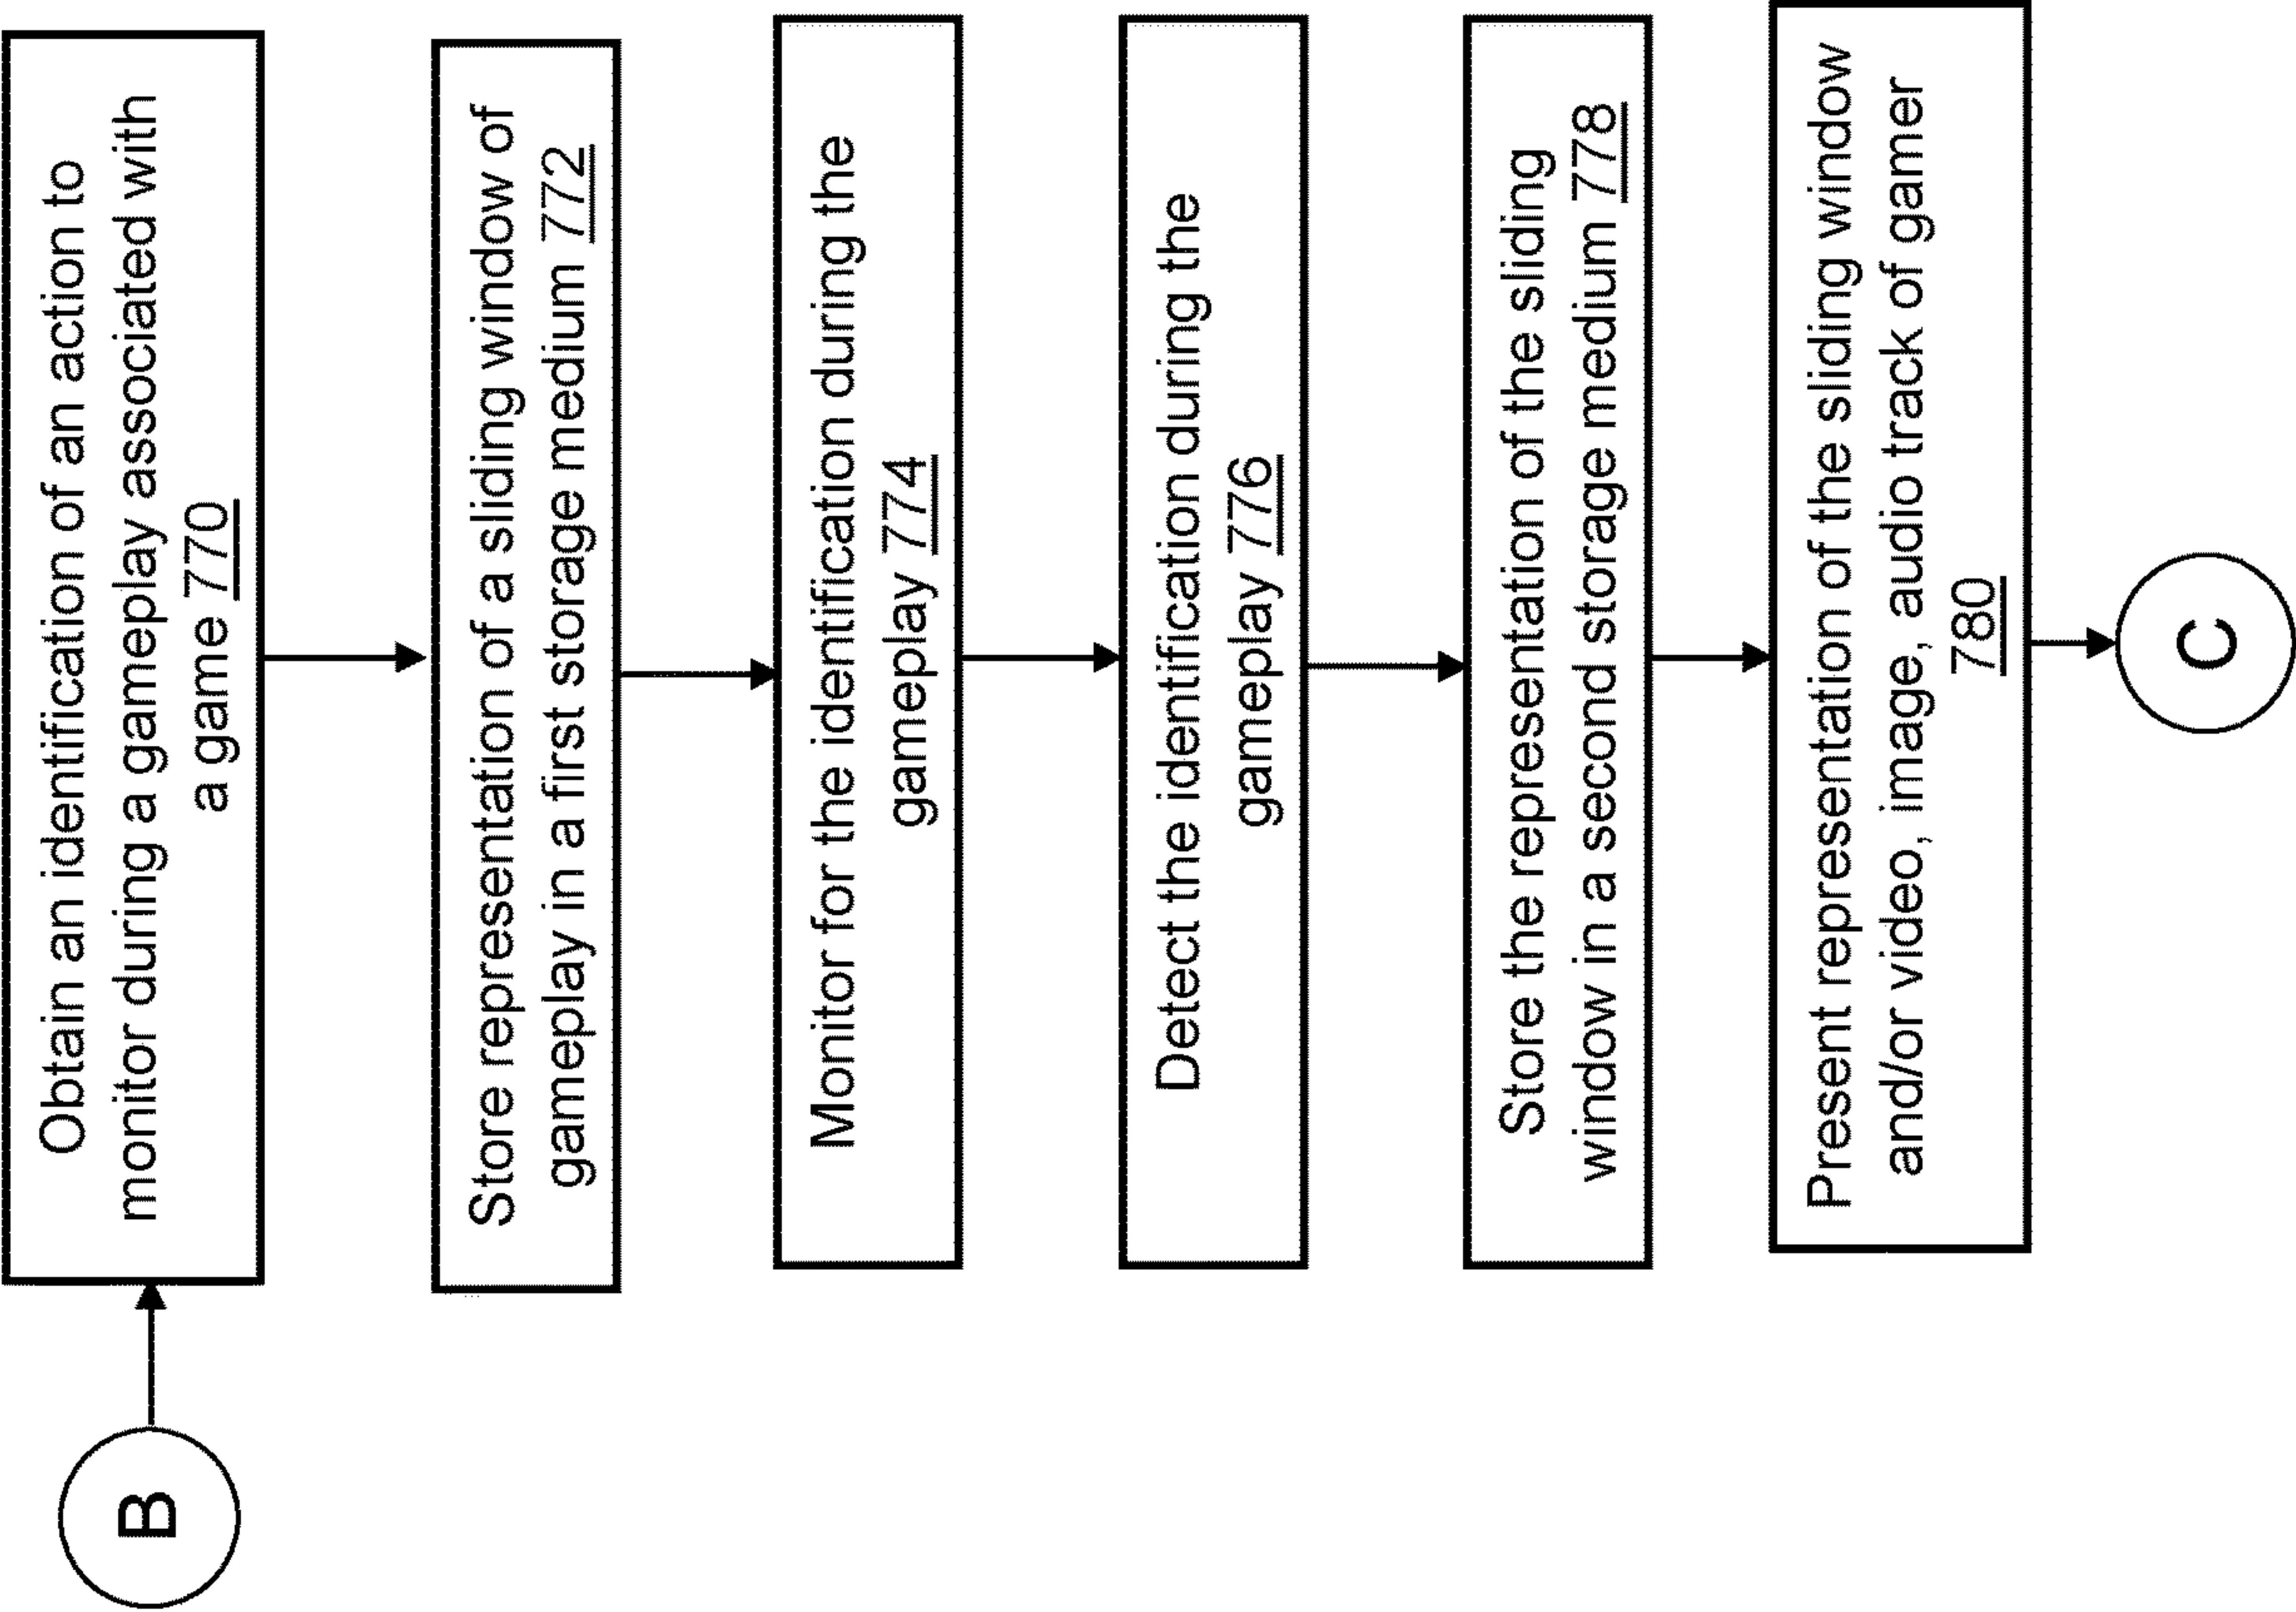 B
Obtain an identification of an action to
monitor during a gameplay associated with
a game 770
Store representation of a sliding window of
gameplay in a first storage medium 772
Monitor for the identification during the
gameplay 774
Detect the identification during the
gameplay 776
Store the representation of the sliding
window in a second storage medium 778
Present representation of the sliding window
and/or video, image, audio track of gamer
780
C